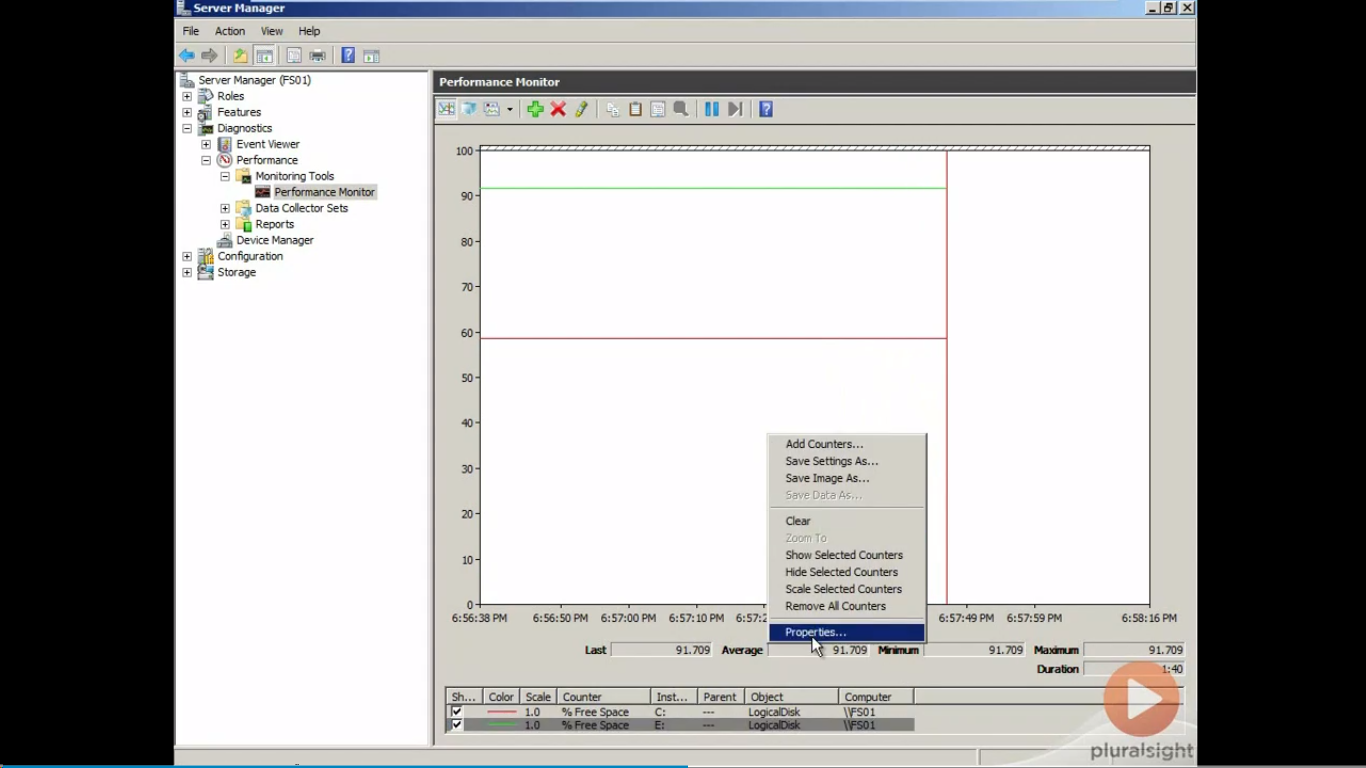 Server Manager
File Action View Help
Server Manager (FS01)
Roles
Features
Diagnostics
Event Viewer
Performance
Monitoring Tools
Performance Monitor
Data Collector Sets
Reports
Device Manager
Configuration
Storage
Performance Monitor
100
90
80
70
60
50
40
30
20
10
0
6:56:38 PM 6:56:50 PM 6:57:00 PM 6:57:10 PM 6:57:2 6:57:49 PM 6:57:59 PM 6:58:16 PM
Add Counters...
Save Settings As...
Save Image As...
Save Data As...
Clear
Zoom To
Show Selected Counters
Hide Selected Counters
Scale Selected Counters
Remove All Counters
Properties...
Last 91.709 Average 91.709 Minimum 91.709 Maximum 91.709
Duration 1:40
Sh... Color Scale Counter Inst... Parent Object Computer
1.0 % Free Space C: --- LogicalDisk \\FS01
1.0 % Free Space E: --- LogicalDisk \\FS01
pluralsight